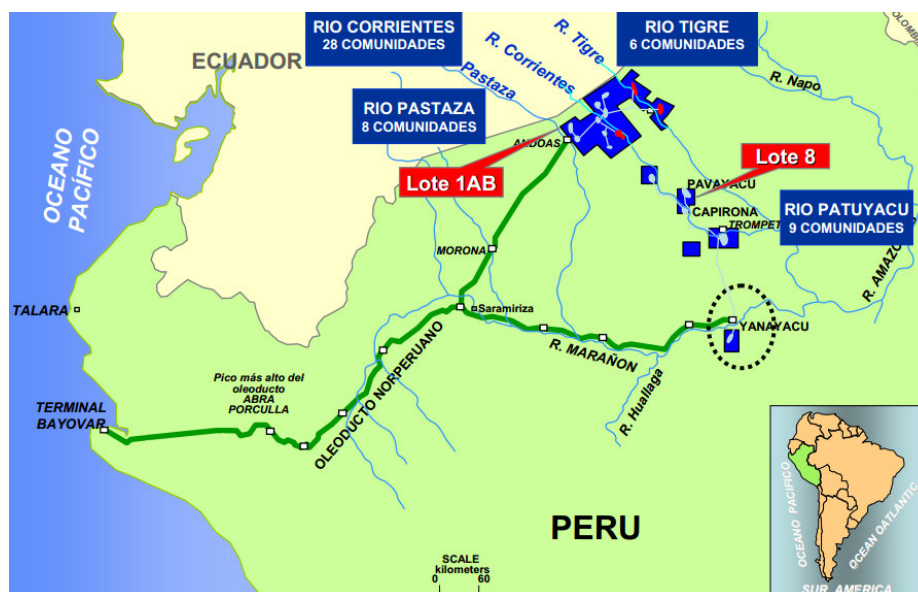 RIO CORRIENTES
28 COMUNIDADES
RIO TIGRE
6 COMUNIDADES
ECUADOR
R. Corrientes
R. Tigre
Pastaza
R. Napo
RIO PASTAZA
8 COMUNIDADES
ANDOAS
Lote 1AB
Lote 8
OCEANO
PACÍFICO
PAVAYACU
CAPIRONA
TROMPET
RIO PATUYACU
9 COMUNIDADES
MORONA
R. AMAZO
TALARA
Saramiriza
YANAYACU
R. MARAÑON
OLEODUCTO NORPERUANO
R. Huallaga
Pico más alto del
oleoducto
ABRA
PORCULLA
TERMINAL
BAYOVAR
PERU
SCALE
kilometers
0 60
OCEANO PACIFICO
OCEAN OATLANTIC
SUR AMERICA